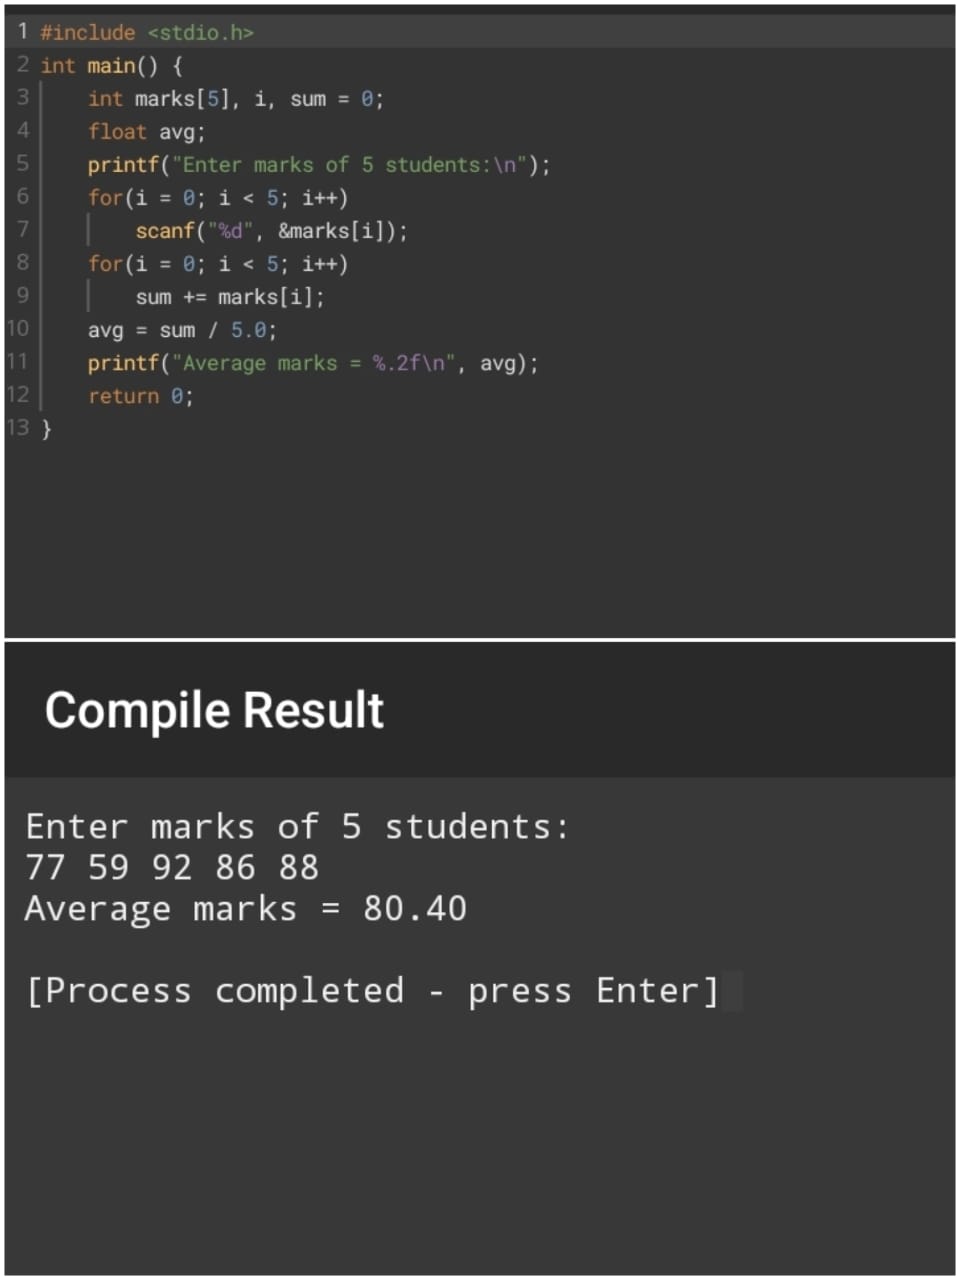 1 #include <stdio.h>
2 int main() {
3     int marks[5], i, sum = 0;
4     float avg;
5     printf("Enter marks of 5 students:\n");
6     for(i = 0; i < 5; i++)
7         scanf("%d", &marks[i]);
8     for(i = 0; i < 5; i++)
9         sum += marks[i];
10     avg = sum / 5.0;
11     printf("Average marks = %.2f\n", avg);
12     return 0;
13 }
Compile Result
Enter marks of 5 students:
77 59 92 86 88
Average marks = 80.40
[Process completed - press Enter]